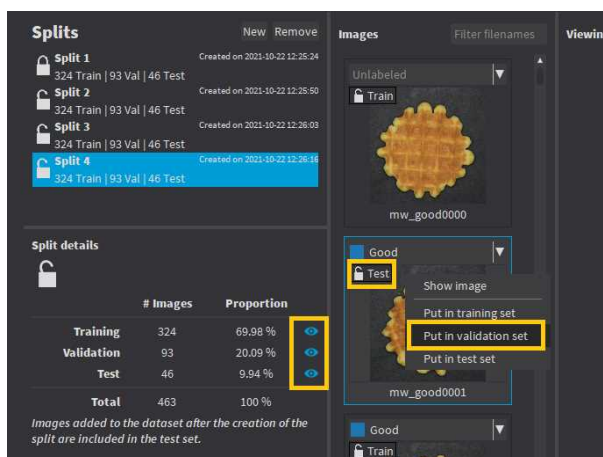 Splits
New Remove
Split 1
Created on 2021-10-22 12:25:24
324 Train | 93 Val | 46 Test
Split 2
Created on 2021-10-22 12:25:50
324 Train | 93 Val | 46 Test
Split 3
Created on 2021-10-22 12:26:03
324 Train | 93 Val | 46 Test
Split 4
Created on 2021-10-22 12:26:16
324 Train | 93 Val | 46 Test
Split details
# Images Proportion
Training 324 69.98 %
Validation 93 20.09 %
Test 46 9.94 %
Total 463 100 %
Images added to the dataset after the creation of the
split are included in the test set.
Images
Filter filenames
Unlabeled
Train
mw_good0000
Good
Test
Show image
Put in training set
Put in validation set
Put in test set
mw_good0001
Good
Train
Viewin